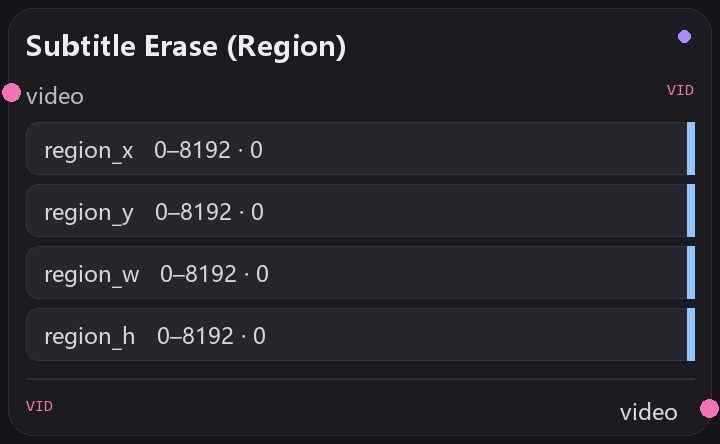 Subtitle Erase (Region)
video VID
region_x 0–8192 · 0
region_y 0–8192 · 0
region_w 0–8192 · 0
region_h 0–8192 · 0
VID video